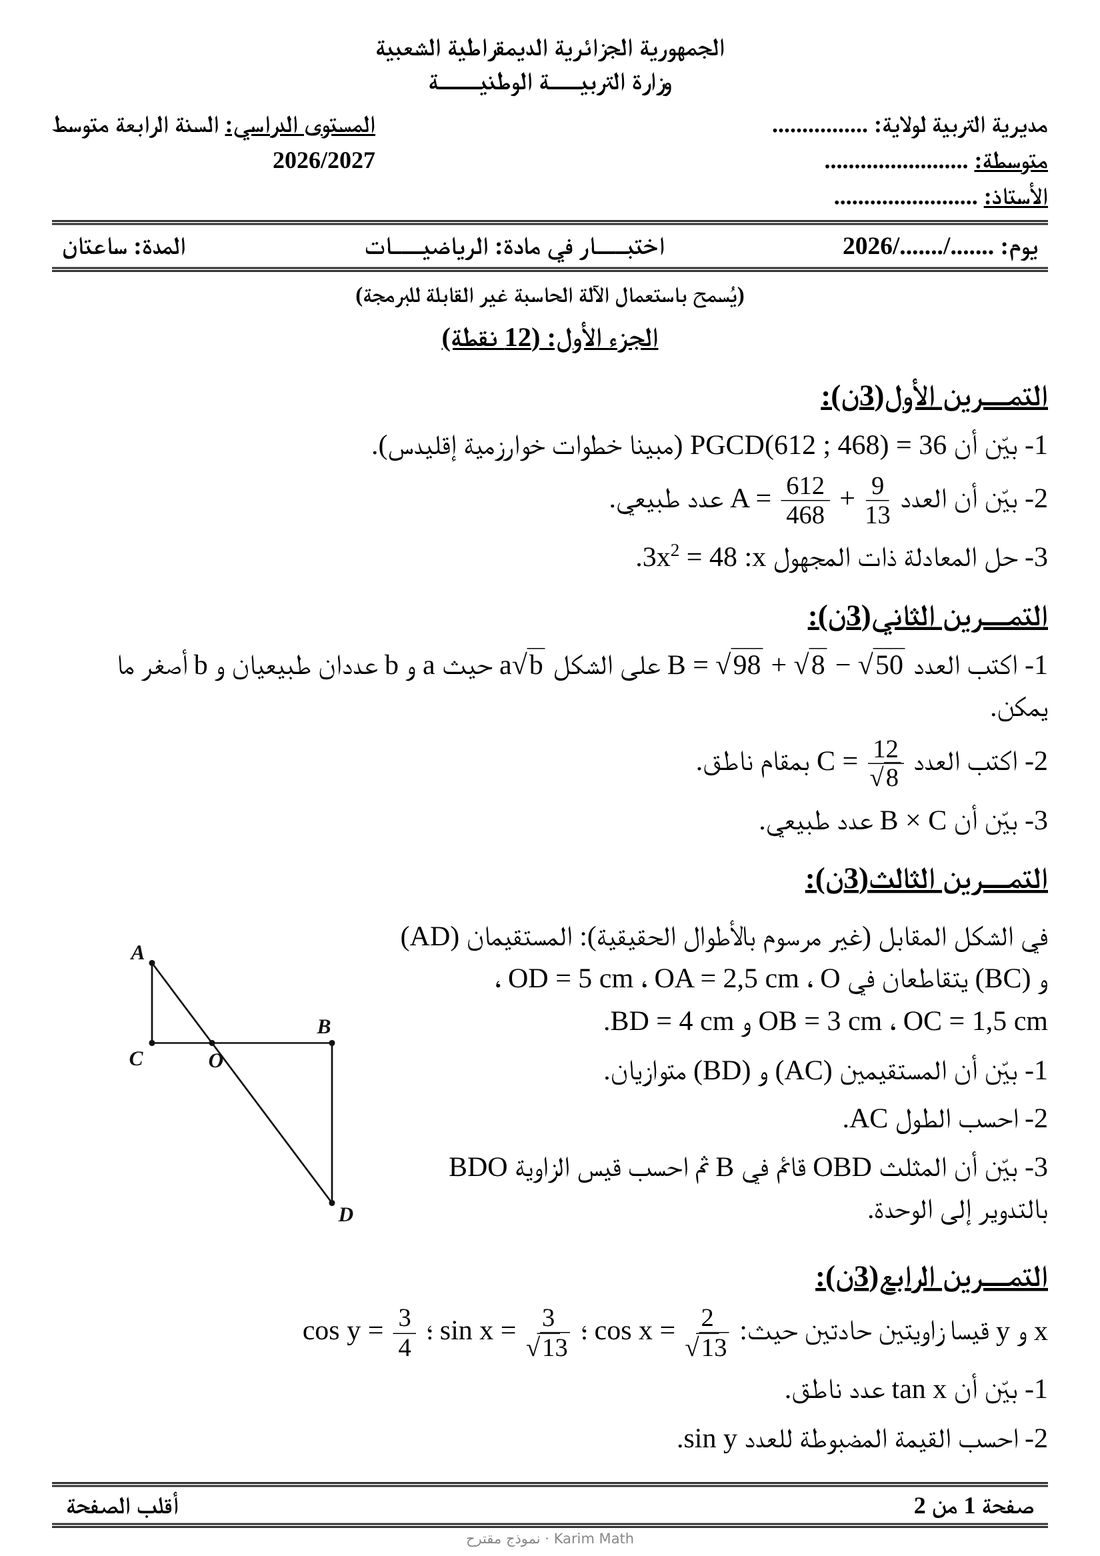 الجمهورية الجزائرية الديمقراطية الشعبية
وزارة التربيــــة الوطنيـــــــة
مديرية التربية لولاية: ................
المستوى الدراسي: السنة الرابعة متوسط
متوسطة: ........................
2026/2027
الأستاذ: ........................
يوم: ......./......./2026
اختبــــار في مادة: الرياضيــــات
المدة: ساعتان
(يُسمح باستعمال الآلة الحاسبة غير القابلة للبرمجة)
الجزء الأول: (12 نقطة)
التمـــرين الأول(3ن):
1- بيّن أن PGCD(612 ; 468) = 36 (مبينا خطوات خوارزمية إقليدس).
2- بيّن أن العدد A = 612/468 + 9/13 عدد طبيعي.
3- حل المعادلة ذات المجهول x: 3x² = 48.
التمـــرين الثاني(3ن):
1- اكتب العدد B = √98 + √8 − √50 على الشكل a√b حيث a و b عددان طبيعيان و b أصغر ما
يمكن.
2- اكتب العدد C = 12/√8 بمقام ناطق.
3- بيّن أن B × C عدد طبيعي.
التمـــرين الثالث(3ن):
في الشكل المقابل (غير مرسوم بالأطوال الحقيقية): المستقيمان (AD)
و (BC) يتقاطعان في O ، OA = 2,5 cm ، OD = 5 cm ،
OC = 1,5 cm ، OB = 3 cm و BD = 4 cm.
1- بيّن أن المستقيمين (AC) و (BD) متوازيان.
2- احسب الطول AC.
3- بيّن أن المثلث OBD قائم في B ثم احسب قيس الزاوية BDO
بالتدوير إلى الوحدة.
A
B
C
O
D
التمـــرين الرابع(3ن):
x و y قيسا زاويتين حادتين حيث: cos x = 2/√13 ؛ sin x = 3/√13 ؛ cos y = 3/4
1- بيّن أن tan x عدد ناطق.
2- احسب القيمة المضبوطة للعدد sin y.
صفحة 1 من 2
أقلب الصفحة
نموذج مقترح · Karim Math